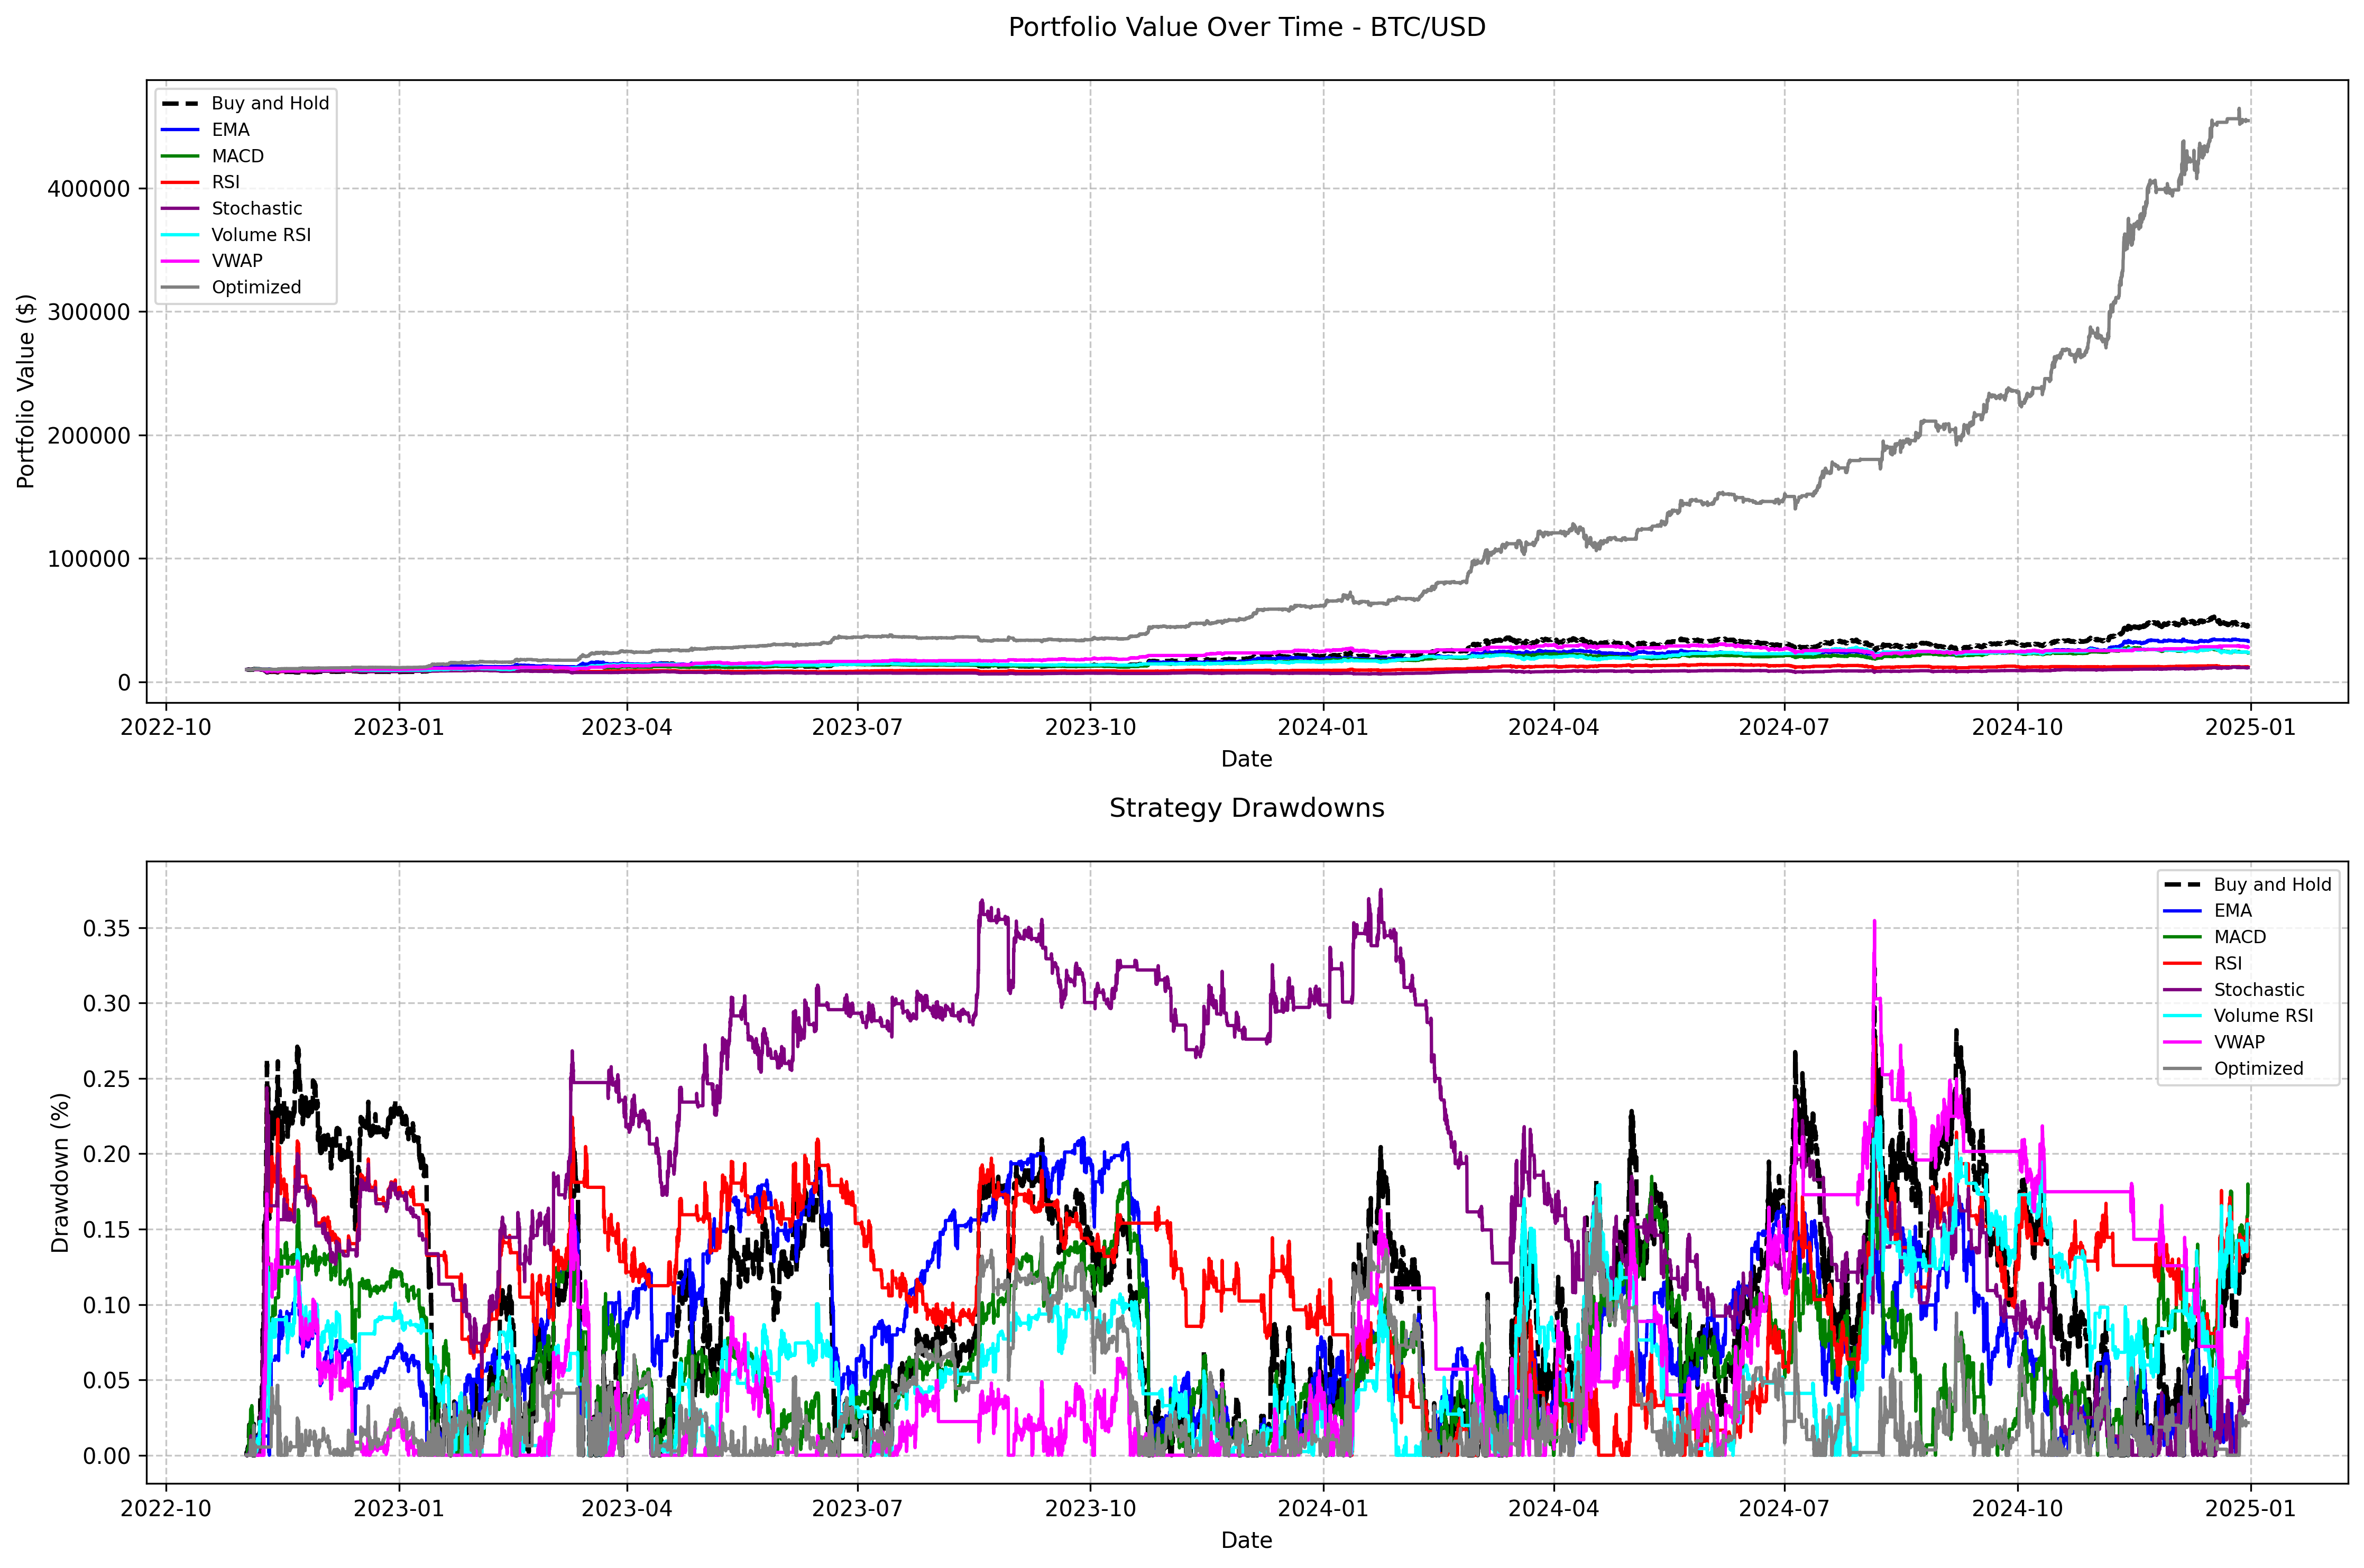 Portfolio Value Over Time - BTC/USD
Buy and Hold
EMA
MACD
RSI
Stochastic
Volume RSI
VWAP
Optimized
Portfolio Value ($)
400000
300000
200000
100000
0
2022-10 2023-01 2023-04 2023-07 2023-10 2024-01 2024-04 2024-07 2024-10 2025-01
Date
Strategy Drawdowns
Buy and Hold
EMA
MACD
RSI
Stochastic
Volume RSI
VWAP
Optimized
Drawdown (%)
0.35
0.30
0.25
0.20
0.15
0.10
0.05
0.00
2022-10 2023-01 2023-04 2023-07 2023-10 2024-01 2024-04 2024-07 2024-10 2025-01
Date